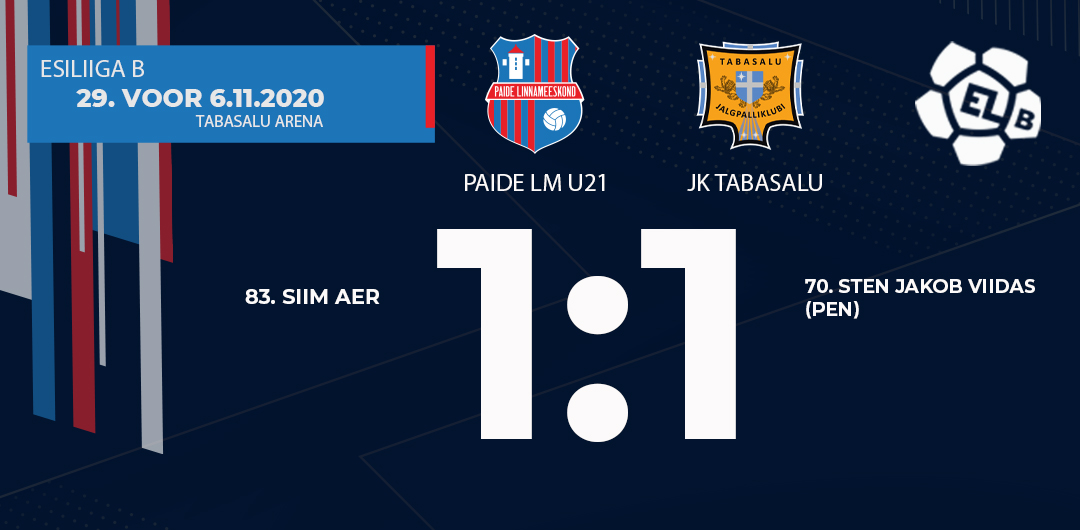 ESILIIGA B
29. VOOR 6.11.2020
TABASALU ARENA
PAIDE LINNAMEESKOND
TABASALU
JALGPALLIKLUBI
EL B
PAIDE LM U21
JK TABASALU
1:1
83. SIIM AER
70. STEN JAKOB VIIDAS
(PEN)